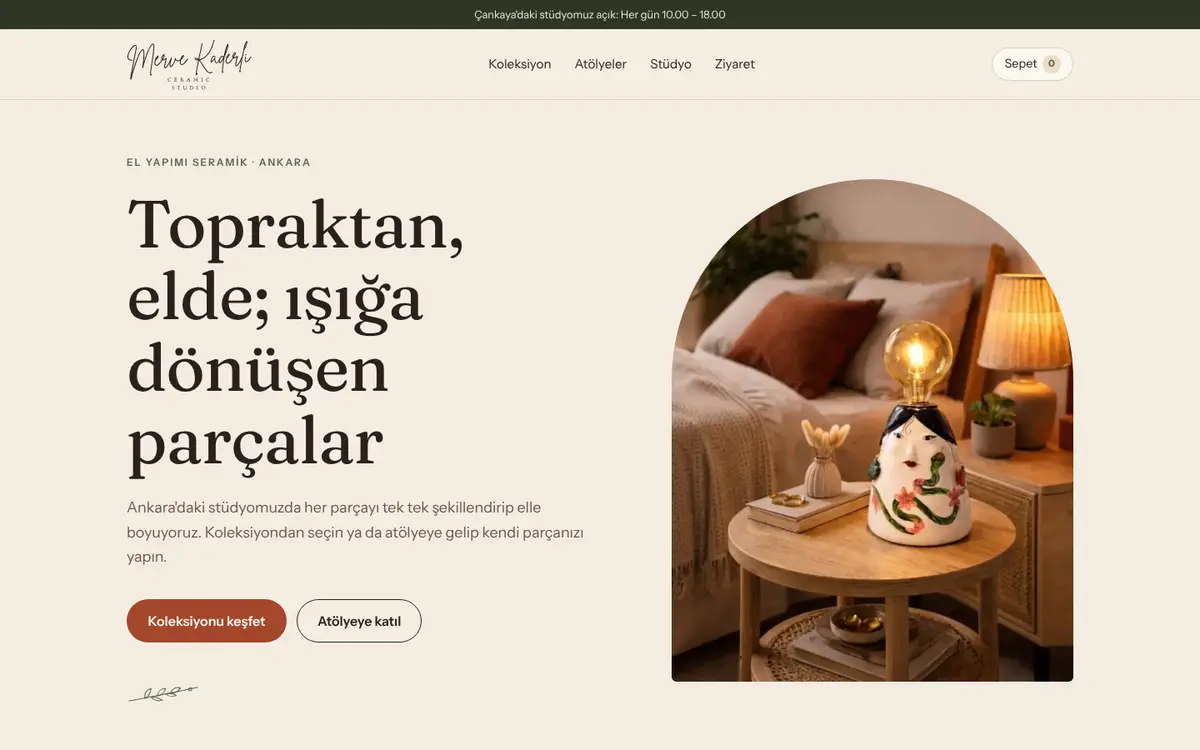 Çankaya'daki stüdyomuz açık: Her gün 10.00 – 18.00
Merve Kaderli
CERAMIC
STUDIO
Koleksiyon
Atölyeler
Stüdyo
Ziyaret
Sepet 0
EL YAPIMI SERAMİK · ANKARA
Topraktan,
elde; ışığa
dönüşen
parçalar
Ankara'daki stüdyomuzda her parçayı tek tek şekillendirip elle
boyuyoruz. Koleksiyondan seçin ya da atölyeye gelip kendi parçanızı
yapın.
Koleksiyonu keşfet
Atölyeye katıl